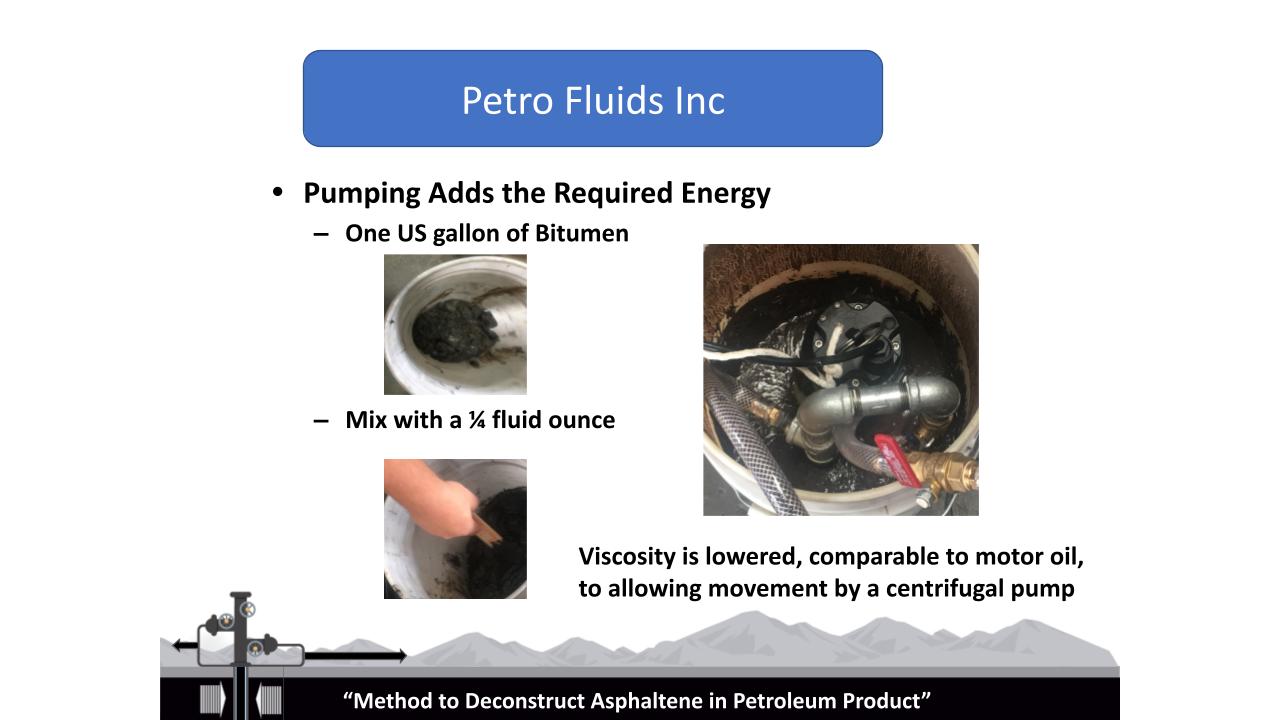 Petro Fluids Inc
• Pumping Adds the Required Energy
– One US gallon of Bitumen
– Mix with a ¼ fluid ounce
Viscosity is lowered, comparable to motor oil,
to allowing movement by a centrifugal pump
“Method to Deconstruct Asphaltene in Petroleum Product”